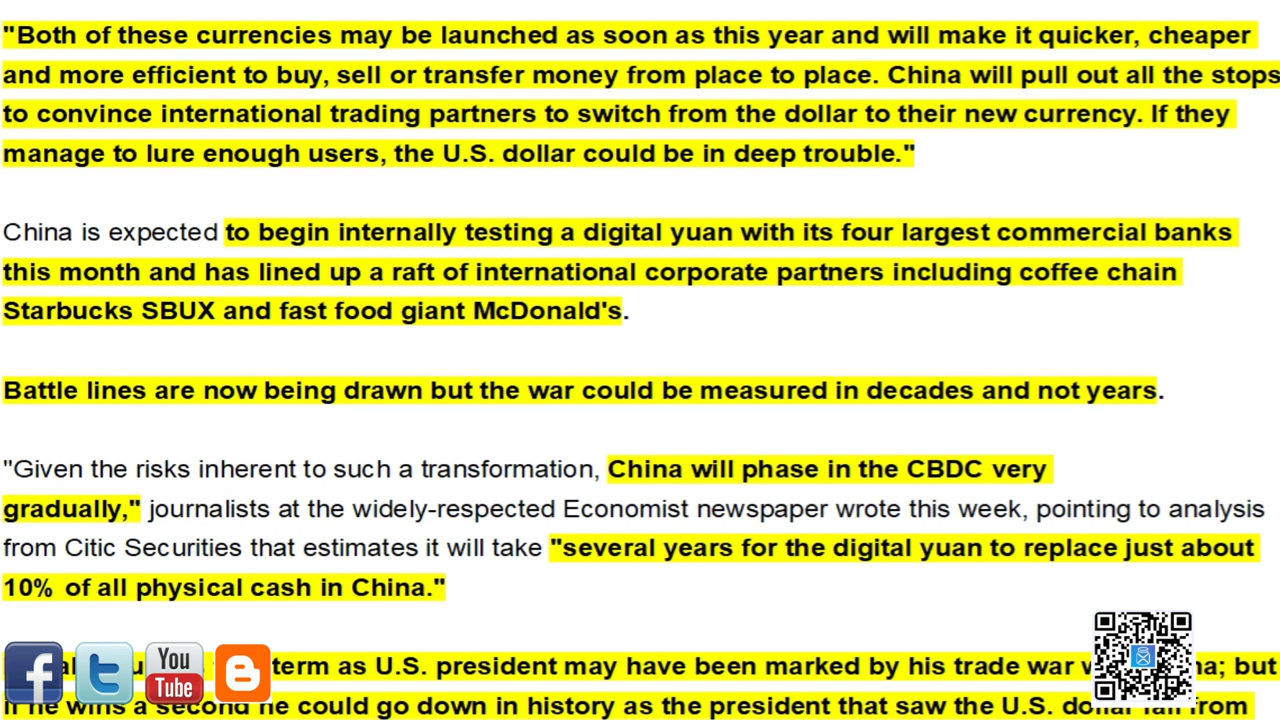 "Both of these currencies may be launched as soon as this year and will make it quicker, cheaper
and more efficient to buy, sell or transfer money from place to place. China will pull out all the stops
to convince international trading partners to switch from the dollar to their new currency. If they
manage to lure enough users, the U.S. dollar could be in deep trouble."
China is expected to begin internally testing a digital yuan with its four largest commercial banks
this month and has lined up a raft of international corporate partners including coffee chain
Starbucks SBUX and fast food giant McDonald's.
Battle lines are now being drawn but the war could be measured in decades and not years.
"Given the risks inherent to such a transformation, China will phase in the CBDC very
gradually," journalists at the widely-respected Economist newspaper wrote this week, pointing to analysis
from Citic Securities that estimates it will take "several years for the digital yuan to replace just about
10% of all physical cash in China."
term as U.S. president may have been marked by his trade war but
if he wins a second he could go down in history as the president that saw the U.S. dollar fall from
You
Tube